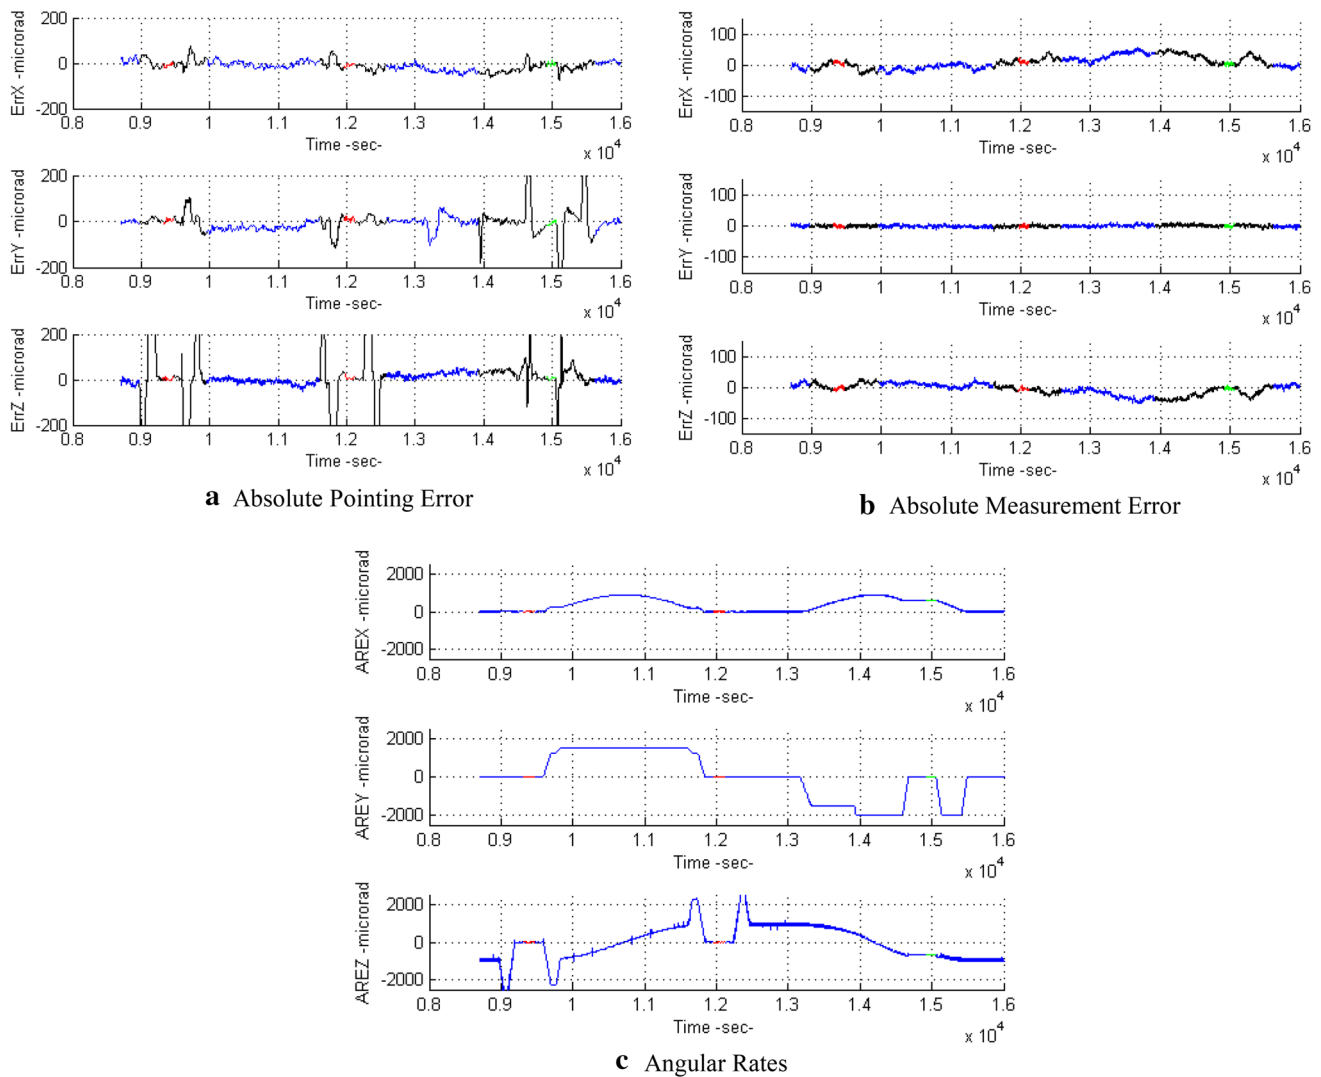 200
0
-200
ErrX -microrad
0.8 0.9 1 1.1 1.2 1.3 1.4 1.5 1.6
Time -sec-
x 10^4
200
0
-200
ErrY -microrad
0.8 0.9 1 1.1 1.2 1.3 1.4 1.5 1.6
Time -sec-
x 10^4
200
0
-200
ErrZ -microrad
0.8 0.9 1 1.1 1.2 1.3 1.4 1.5 1.6
Time -sec-
x 10^4
a Absolute Pointing Error
100
0
-100
ErrX -microrad
0.8 0.9 1 1.1 1.2 1.3 1.4 1.5 1.6
Time -sec-
x 10^4
100
0
-100
ErrY -microrad
0.8 0.9 1 1.1 1.2 1.3 1.4 1.5 1.6
Time -sec-
x 10^4
100
0
-100
ErrZ -microrad
0.8 0.9 1 1.1 1.2 1.3 1.4 1.5 1.6
Time -sec-
x 10^4
b Absolute Measurement Error
2000
0
-2000
AREX -microrad
0.8 0.9 1 1.1 1.2 1.3 1.4 1.5 1.6
Time -sec-
x 10^4
2000
0
-2000
AREY -microrad
0.8 0.9 1 1.1 1.2 1.3 1.4 1.5 1.6
Time -sec-
x 10^4
2000
0
-2000
AREZ -microrad
0.8 0.9 1 1.1 1.2 1.3 1.4 1.5 1.6
Time -sec-
x 10^4
c Angular Rates